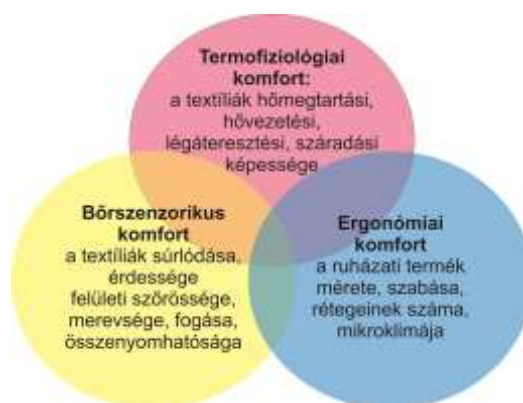 Termofiziológiai
komfort:
a textíliák hőmegtartási,
hővezetési,
légáteresztési, száradási
képessége
Bőrszenzorikus
komfort
a textíliák súrlódása,
érdessége
felületi szőrössége,
merevsége, fogása,
összenyomhatósága
Ergonómiai
komfort
a ruházati termék
mérete, szabása,
rétegeinek száma,
mikroklímája